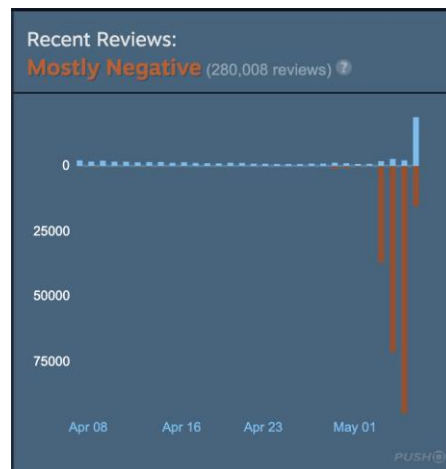 Recent Reviews:
Mostly Negative (280,008 reviews) ?
0
25000
50000
75000
Apr 08 Apr 16 Apr 23 May 01